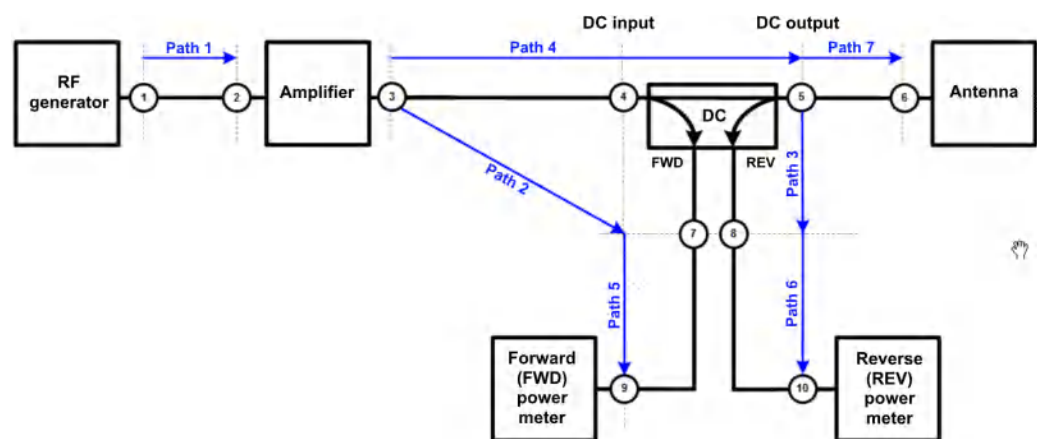 DC input
DC output
Path 1
Path 4
Path 7
RF
generator
1
2
Amplifier
3
4
DC
5
6
Antenna
FWD
REV
Path 2
Path 3
7
8
Path 5
Path 6
Forward
(FWD)
power
meter
9
10
Reverse
(REV)
power
meter